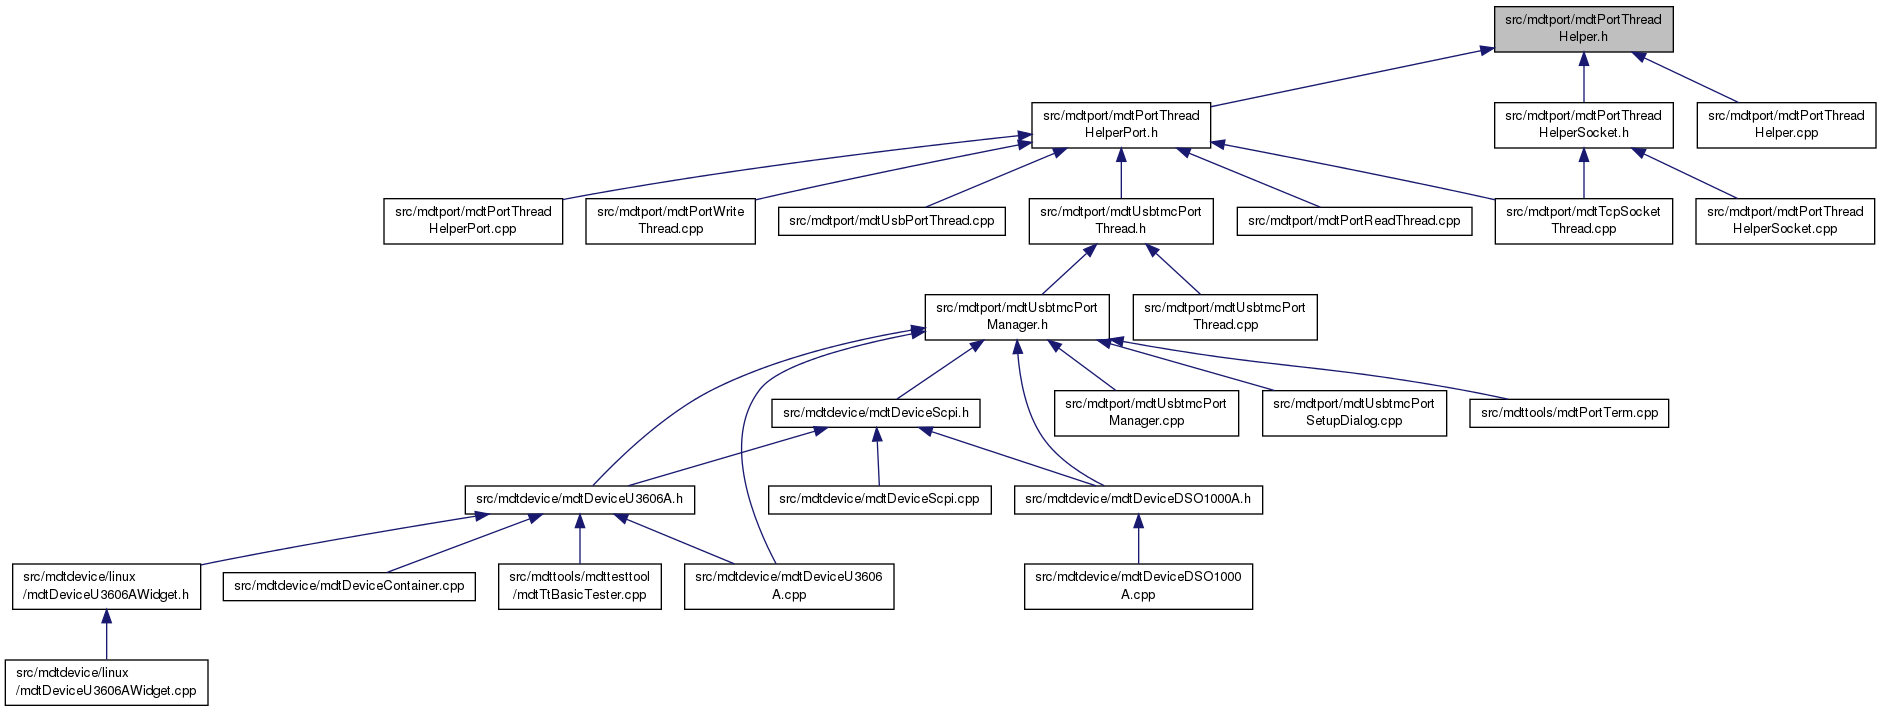 src/mdtport/mdtPortThread
Helper.h
src/mdtport/mdtPortThread
HelperPort.h
src/mdtport/mdtPortThread
HelperSocket.h
src/mdtport/mdtPortThread
Helper.cpp
src/mdtport/mdtPortThread
HelperPort.cpp
src/mdtport/mdtPortWrite
Thread.cpp
src/mdtport/mdtUsbPortThread.cpp
src/mdtport/mdtUsbtmcPort
Thread.h
src/mdtport/mdtPortReadThread.cpp
src/mdtport/mdtTcpSocket
Thread.cpp
src/mdtport/mdtPortThread
HelperSocket.cpp
src/mdtport/mdtUsbtmcPort
Manager.h
src/mdtport/mdtUsbtmcPort
Thread.cpp
src/mdtdevice/mdtDeviceScpi.h
src/mdtport/mdtUsbtmcPort
Manager.cpp
src/mdtport/mdtUsbtmcPort
SetupDialog.cpp
src/mdttools/mdtPortTerm.cpp
src/mdtdevice/mdtDeviceU3606A.h
src/mdtdevice/mdtDeviceScpi.cpp
src/mdtdevice/mdtDeviceDSO1000A.h
src/mdtdevice/linux
/mdtDeviceU3606AWidget.h
src/mdtdevice/mdtDeviceContainer.cpp
src/mdttools/mdttesttool
/mdtTtBasicTester.cpp
src/mdtdevice/mdtDeviceU3606
A.cpp
src/mdtdevice/mdtDeviceDSO1000
A.cpp
src/mdtdevice/linux
/mdtDeviceU3606AWidget.cpp